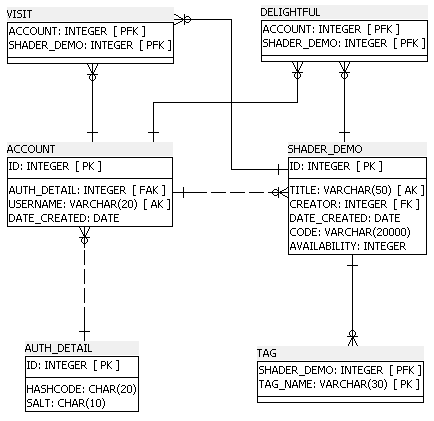 VISIT
ACCOUNT: INTEGER [ PFK ]
SHADER_DEMO: INTEGER [ PFK ]
DELIGHTFUL
ACCOUNT: INTEGER [ PFK ]
SHADER_DEMO: INTEGER [ PFK ]
ACCOUNT
ID: INTEGER [ PK ]
AUTH_DETAIL: INTEGER [ FAK ]
USERNAME: VARCHAR(20) [ AK ]
DATE_CREATED: DATE
SHADER_DEMO
ID: INTEGER [ PK ]
TITLE: VARCHAR(50) [ AK ]
CREATOR: INTEGER [ FK ]
DATE_CREATED: DATE
CODE: VARCHAR(20000)
AVAILABILITY: INTEGER
AUTH_DETAIL
ID: INTEGER [ PK ]
HASHCODE: CHAR(20)
SALT: CHAR(10)
TAG
SHADER_DEMO: INTEGER [ PFK ]
TAG_NAME: VARCHAR(30) [ PK ]